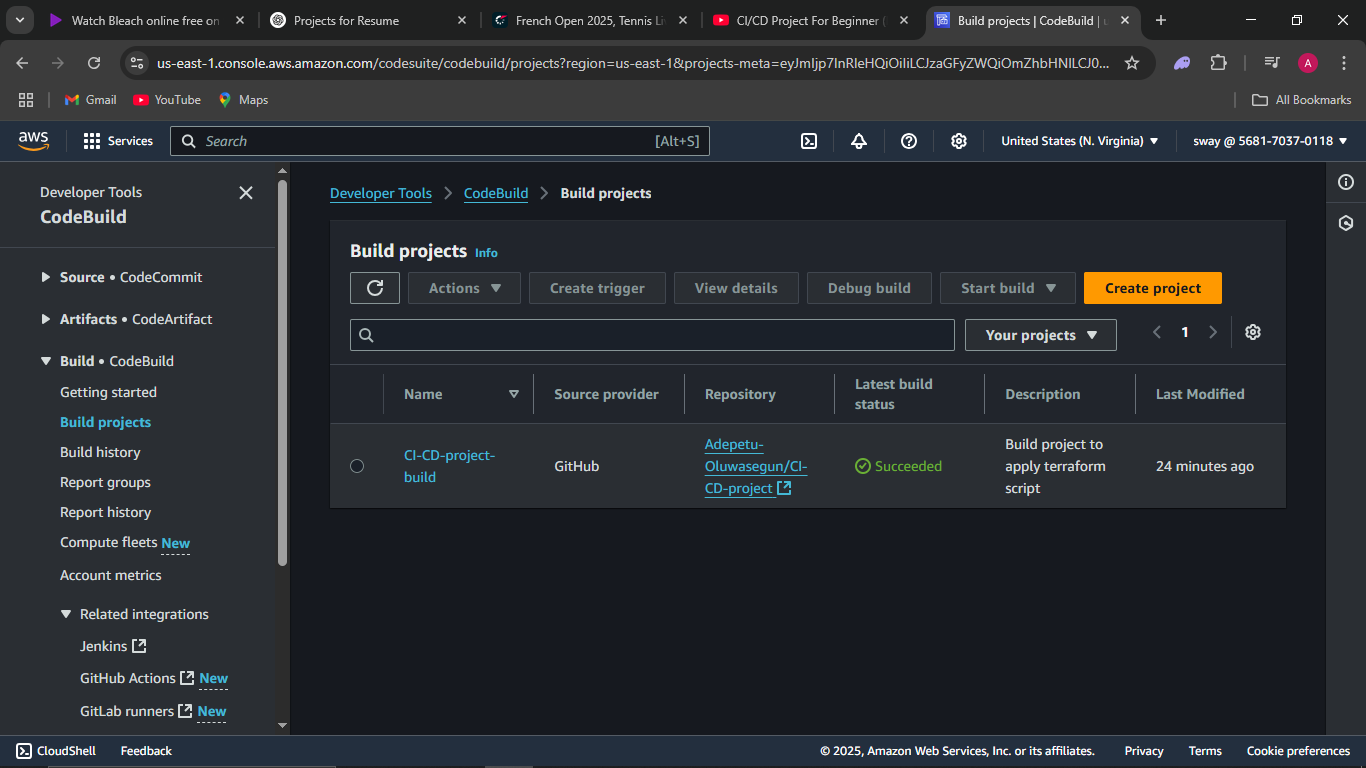 Watch Bleach online free on
Projects for Resume
French Open 2025, Tennis Li
CI/CD Project For Beginner (
Build projects | CodeBuild | u
us-east-1.console.aws.amazon.com/codesuite/codebuild/projects?region=us-east-1&projects-meta=eyJmIjp7InRleHQiOiIiLCJzaGFyZWQiOmZhbHNlLCJ0...
A
Gmail
YouTube
Maps
All Bookmarks
aws
Services
Search
[Alt+S]
United States (N. Virginia)
sway @ 5681-7037-0118
Developer Tools
CodeBuild
Source • CodeCommit
Artifacts • CodeArtifact
Build • CodeBuild
Getting started
Build projects
Build history
Report groups
Report history
Compute fleets New
Account metrics
Related integrations
Jenkins
GitHub Actions New
GitLab runners New
Developer Tools
CodeBuild
Build projects
Build projects Info
Actions
Create trigger
View details
Debug build
Start build
Create project
Your projects
1
Name
Source provider
Repository
Latest build
status
Description
Last Modified
CI-CD-project-
build
GitHub
Adepetu-
Oluwasegun/CI-
CD-project
Succeeded
Build project to
apply terraform
script
24 minutes ago
CloudShell
Feedback
© 2025, Amazon Web Services, Inc. or its affiliates.
Privacy
Terms
Cookie preferences